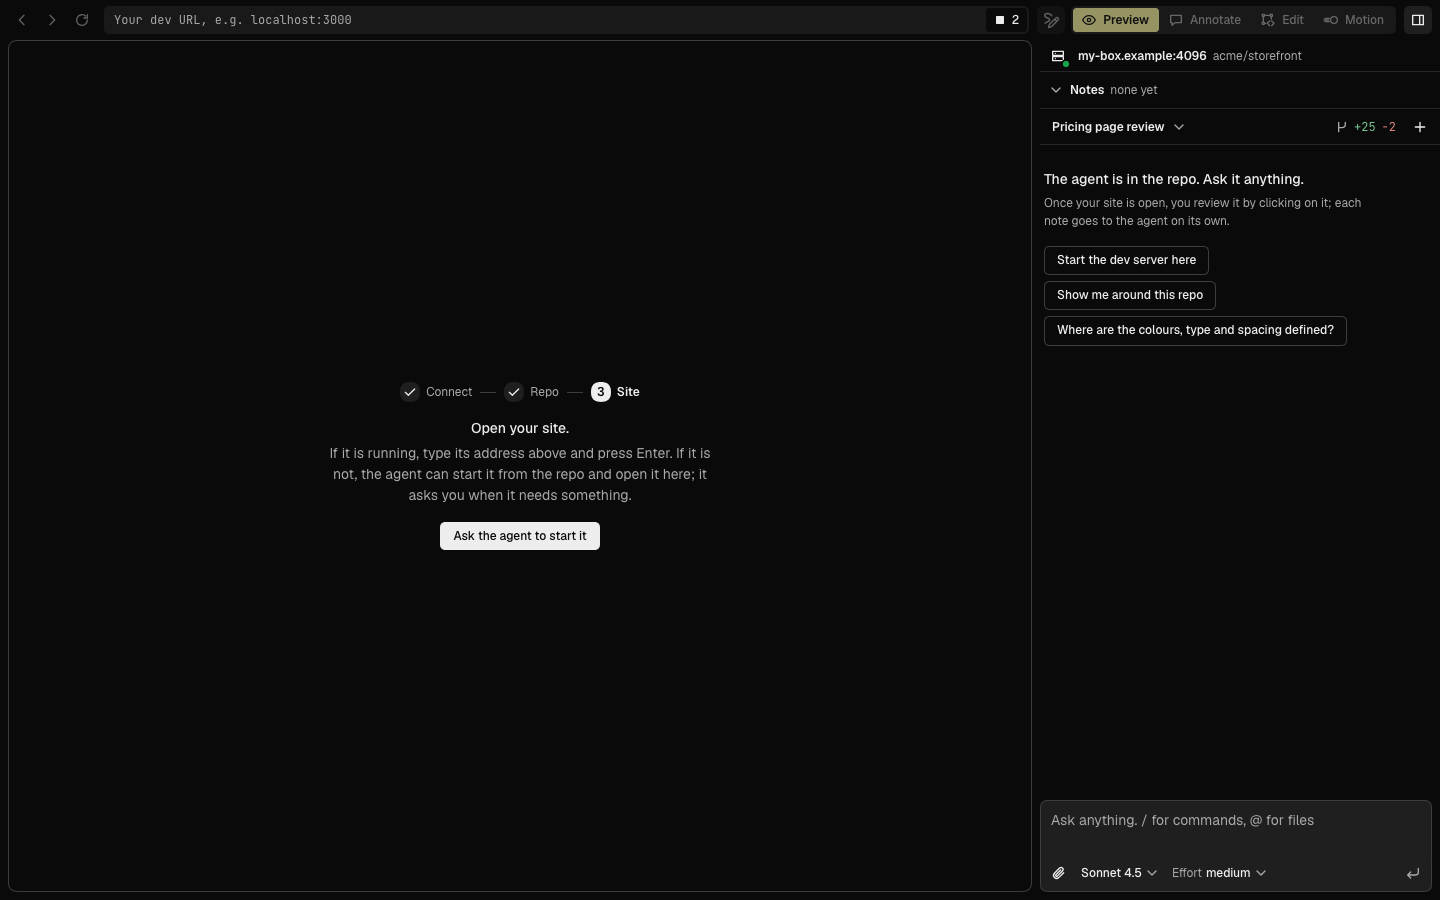 Your dev URL, e.g. localhost:3000
2
Preview
Annotate
Edit
Motion
my-box.example:4096 acme/storefront
Notes none yet
Pricing page review
+25 -2
The agent is in the repo. Ask it anything.
Once your site is open, you review it by clicking on it; each
note goes to the agent on its own.
Start the dev server here
Show me around this repo
Where are the colours, type and spacing defined?
Connect
Repo
3 Site
Open your site.
If it is running, type its address above and press Enter. If it is
not, the agent can start it from the repo and open it here; it
asks you when it needs something.
Ask the agent to start it
Ask anything. / for commands, @ for files
Sonnet 4.5
Effort medium